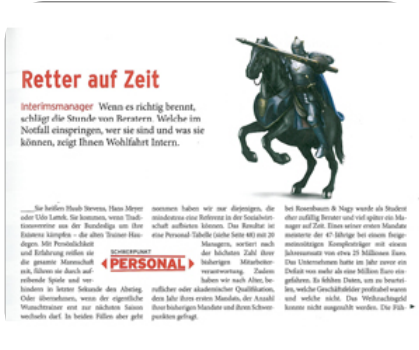 Retter auf Zeit
Interimsmanager Wenn es richtig brennt,
schlägt die Stunde von Beratern. Welche im
Notfall einspringen, wer sie sind und was sie
können, zeigt Ihnen Wohlfahrt Intern.
Sie heißen Huub Stevens, Hans Meyer
oder Udo Lattek. Sie kommen, wenn Tradi-
tionsvereine aus der Bundesliga um ihre
Existenz kämpfen – die alten Trainer-Hau-
degen. Mit Persönlichkeit
und Erfahrung reißen sie
die gesamte Mannschaft
mit, führen sie durch auf-
reibende Spiele und ver-
hindern in letzter Sekunde den Abstieg.
Oder übernehmen, wenn der eigentliche
Wunschtrainer erst zur nächsten Saison
wechseln darf. In beiden Fällen aber geht
SCHWERPUNKT
PERSONAL
nommen haben wir nur diejenigen, die
mindestens eine Referenz in der Sozialwirt-
schaft aufbieten können. Das Resultat ist
eine Personal-Tabelle (siehe Seite 48) mit 20
Managern, sortiert nach
der höchsten Zahl ihrer
bisherigen Mitarbeiter-
verantwortung. Zudem
haben wir nach Alter, be-
ruflicher oder akademischer Qualifikation,
dem Jahr ihres ersten Mandats, der Anzahl
ihrer bisherigen Mandate und ihrem Schwer-
punkten gefragt.
bei Rosenbaum & Nagy wurde als Student
eher zufällig Berater und viel später ein Ma-
nager auf Zeit. Eines seiner ersten Mandate
meisterte der 47-Jährige bei einem freige-
meinnützigen Komplexträger mit einem
Jahresumsatz von etwa 25 Millionen Euro.
Das Unternehmen hatte im Jahr zuvor ein
Defizit von mehr als eine Million Euro ein-
gefahren. Es fehlten Daten, um zu beurtei-
len, welche Geschäftsfelder profitabel waren
und welche nicht. Das Weihnachtsgeld
konnte nicht ausgezahlt werden. Die Füh-